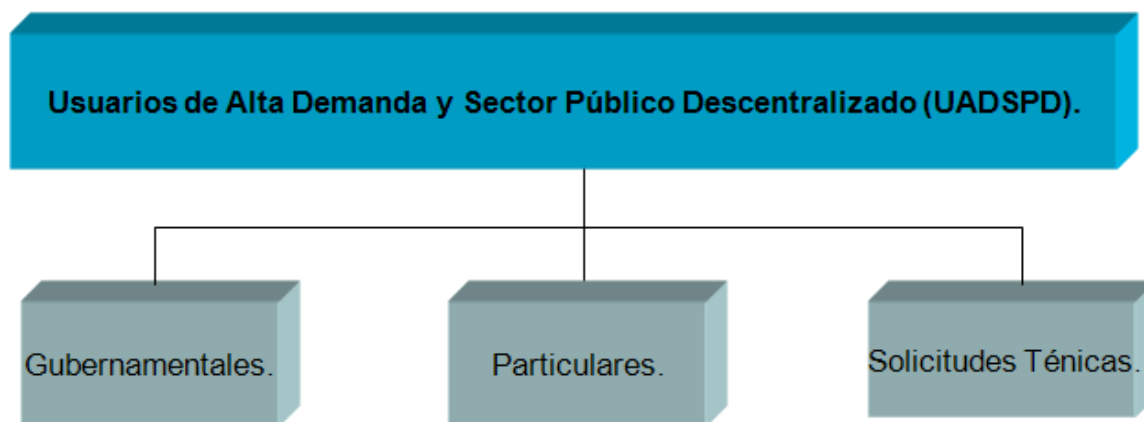 Usuarios de Alta Demanda y Sector Público Descentralizado (UADSPD).
Gubernamentales.
Particulares.
Solicitudes Ténicas.